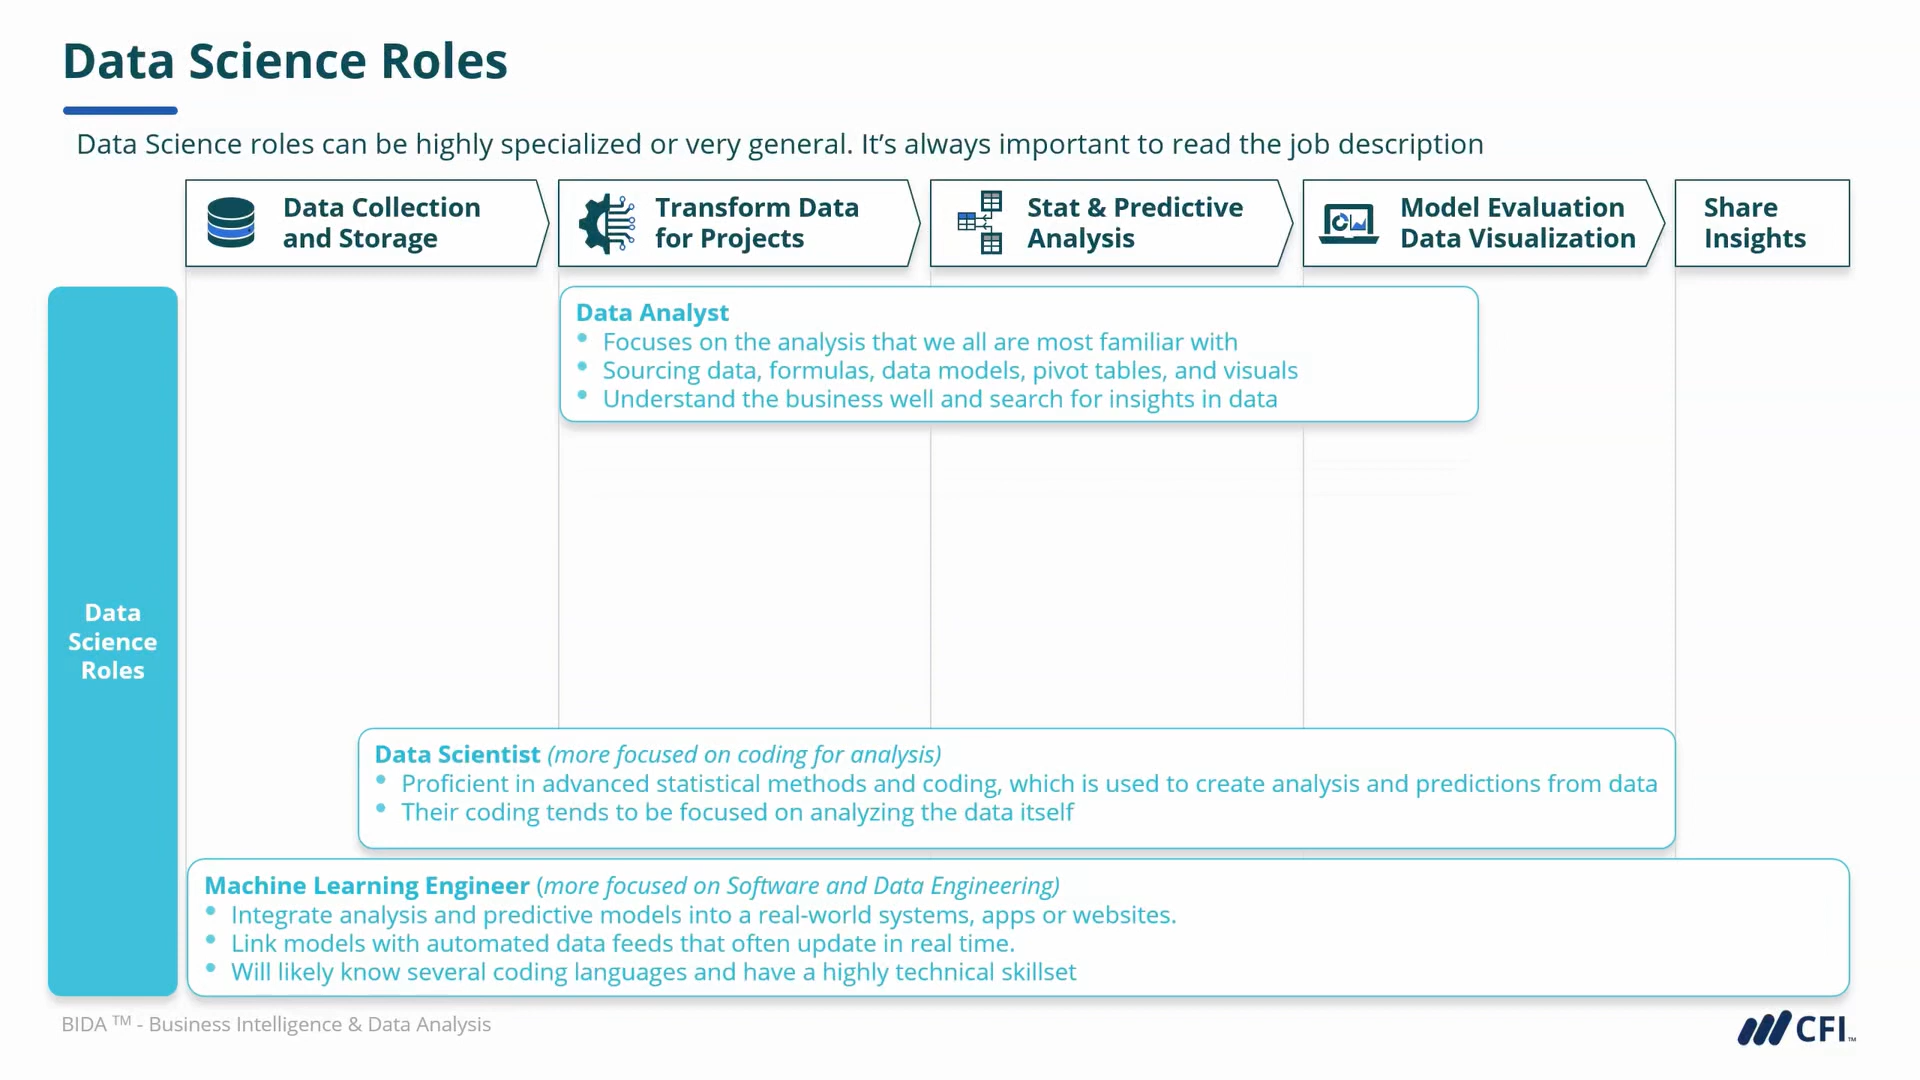 Data Science Roles
Data Science roles can be highly specialized or very general. It’s always important to read the job description
Data Collection
and Storage
Transform Data
for Projects
Stat & Predictive
Analysis
Model Evaluation
Data Visualization
Share
Insights
Data
Science
Roles
Data Analyst
• Focuses on the analysis that we all are most familiar with
• Sourcing data, formulas, data models, pivot tables, and visuals
• Understand the business well and search for insights in data
Data Scientist (more focused on coding for analysis)
• Proficient in advanced statistical methods and coding, which is used to create analysis and predictions from data
• Their coding tends to be focused on analyzing the data itself
Machine Learning Engineer (more focused on Software and Data Engineering)
• Integrate analysis and predictive models into a real-world systems, apps or websites.
• Link models with automated data feeds that often update in real time.
• Will likely know several coding languages and have a highly technical skillset
BIDA ™ - Business Intelligence & Data Analysis
CFI™